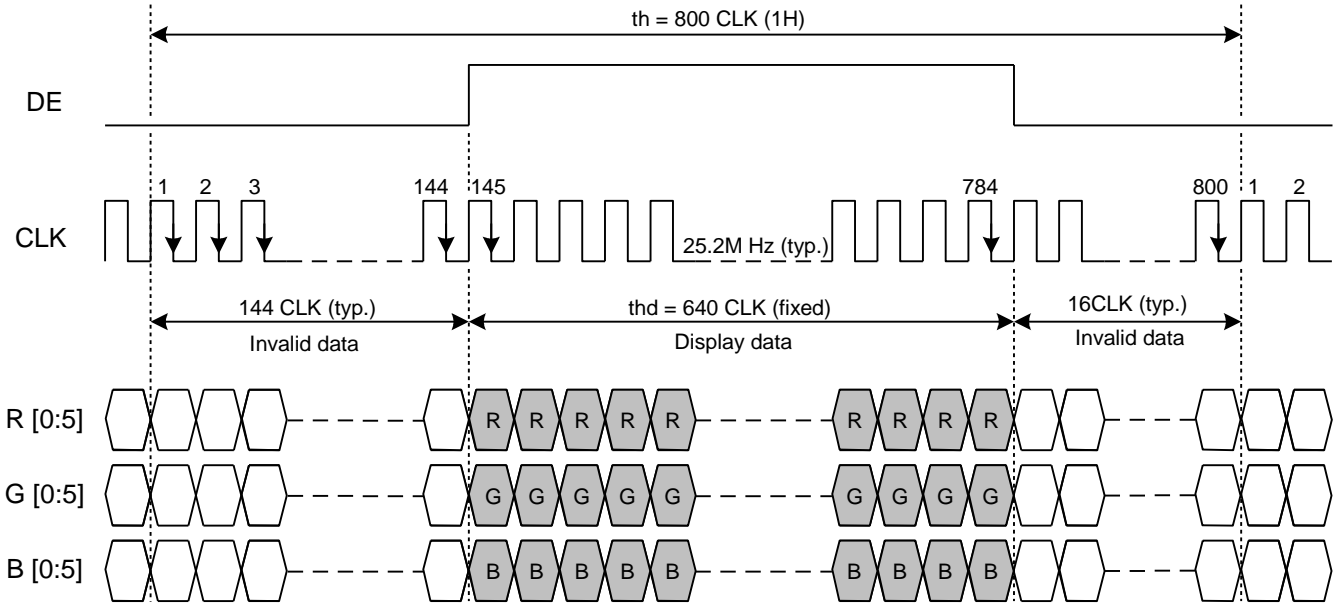 th = 800 CLK (1H)
DE
1 2 3 144 145 784 800 1 2
CLK
25.2M Hz (typ.)
144 CLK (typ.) thd = 640 CLK (fixed) 16CLK (typ.)
Invalid data Display data Invalid data
R [0:5] R R R R R R R R R
G [0:5] G G G G G G G G G
B [0:5] B B B B B B B B B